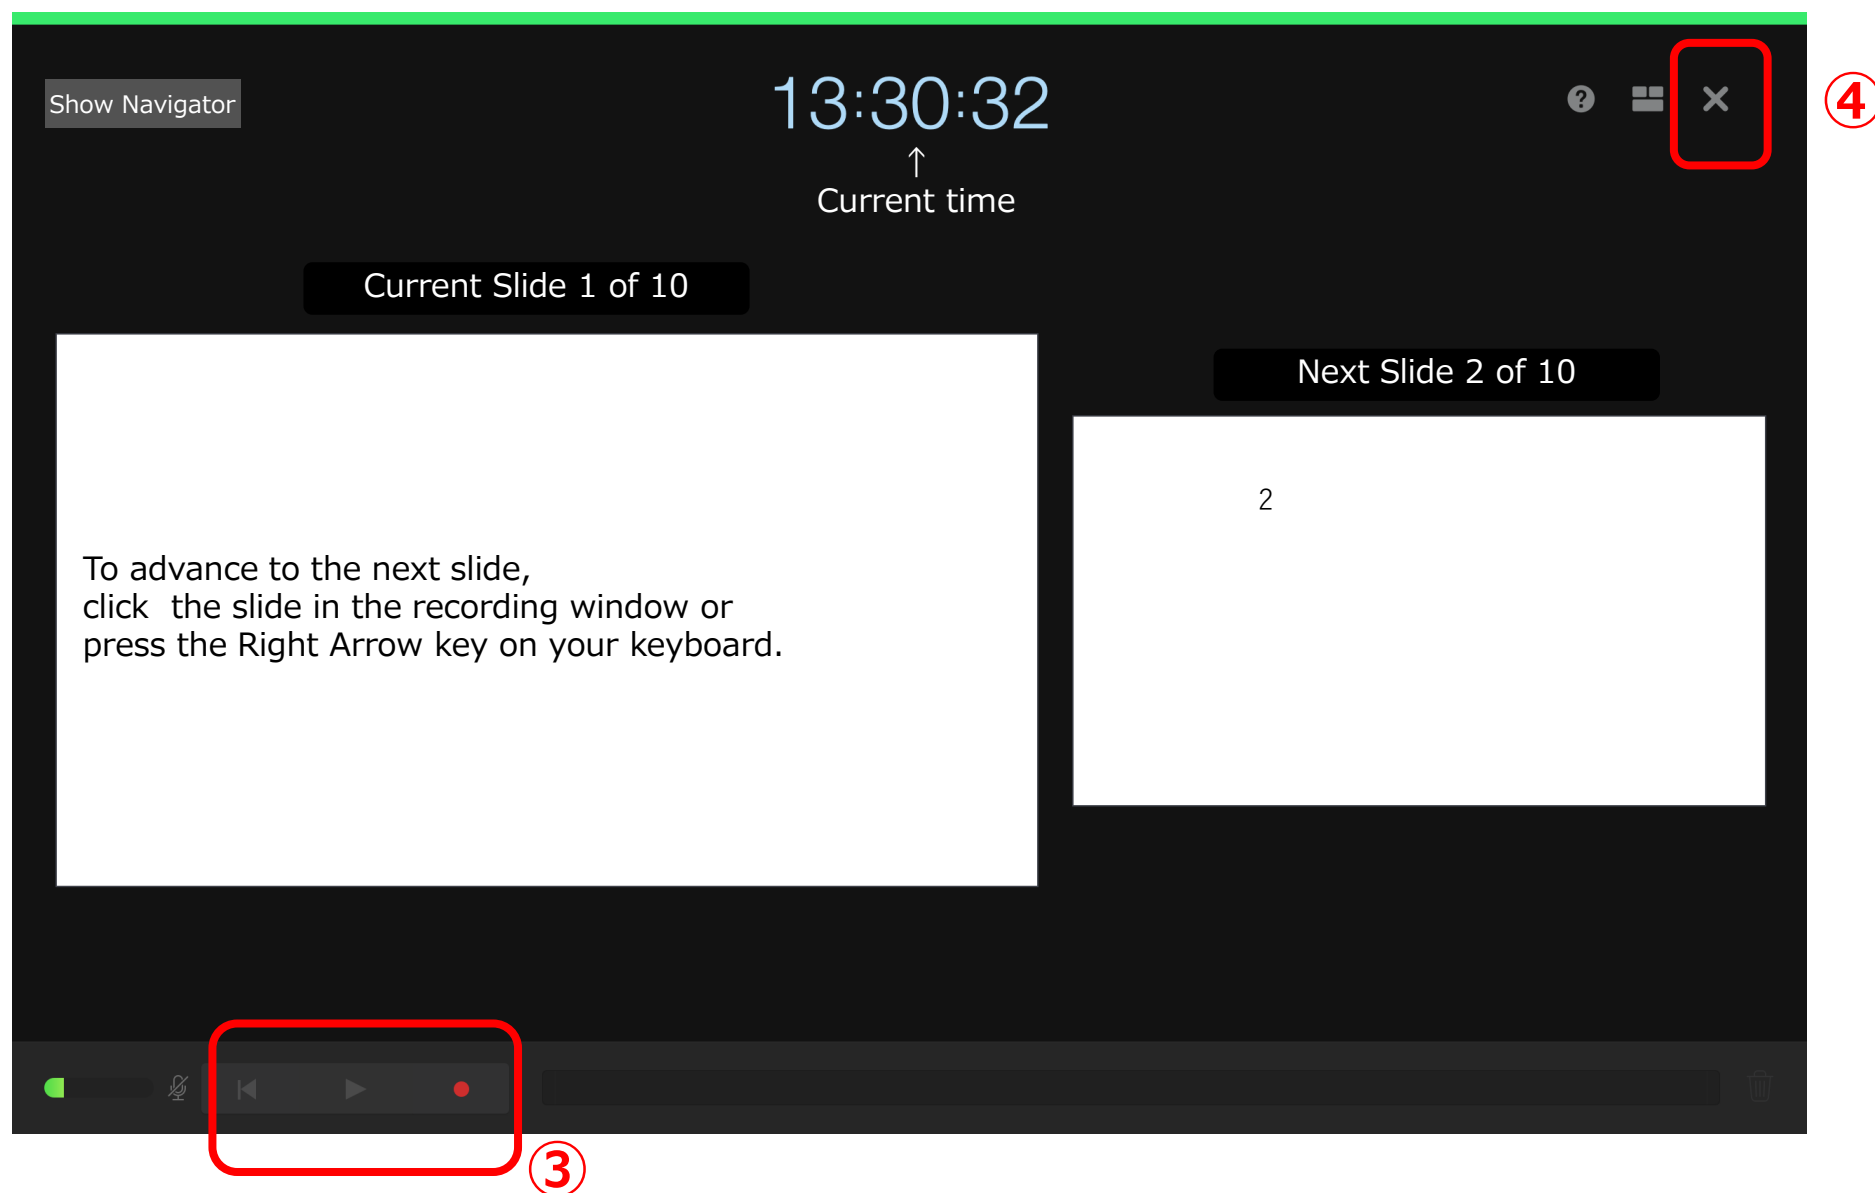 Show Navigator
13:30:32
?
④
↑
Current time
Current Slide 1 of 10
Next Slide 2 of 10
2
To advance to the next slide,
click  the slide in the recording window or
press the Right Arrow key on your keyboard.
③